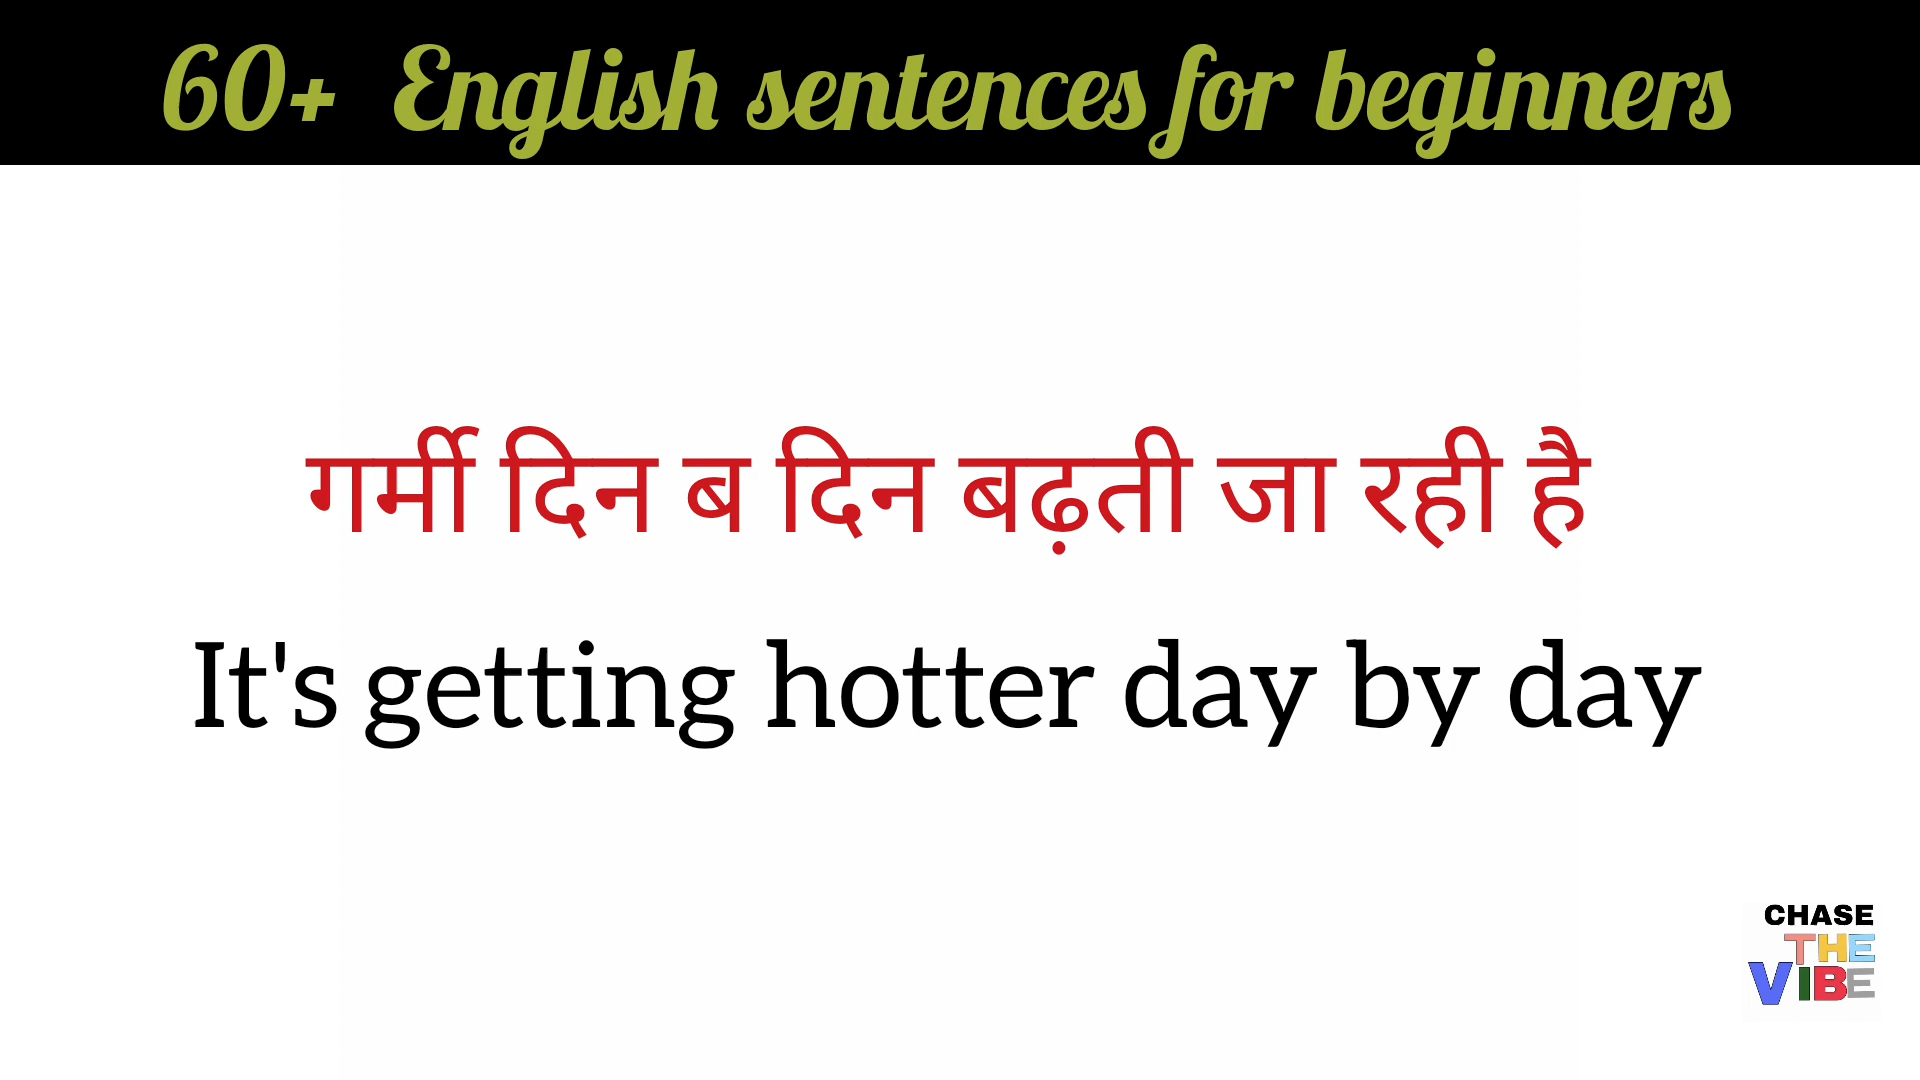 60+ English sentences for beginners
गर्मी दिन ब दिन बढ़ती जा रही है
It's getting hotter day by day
CHASE
THE
VIBE